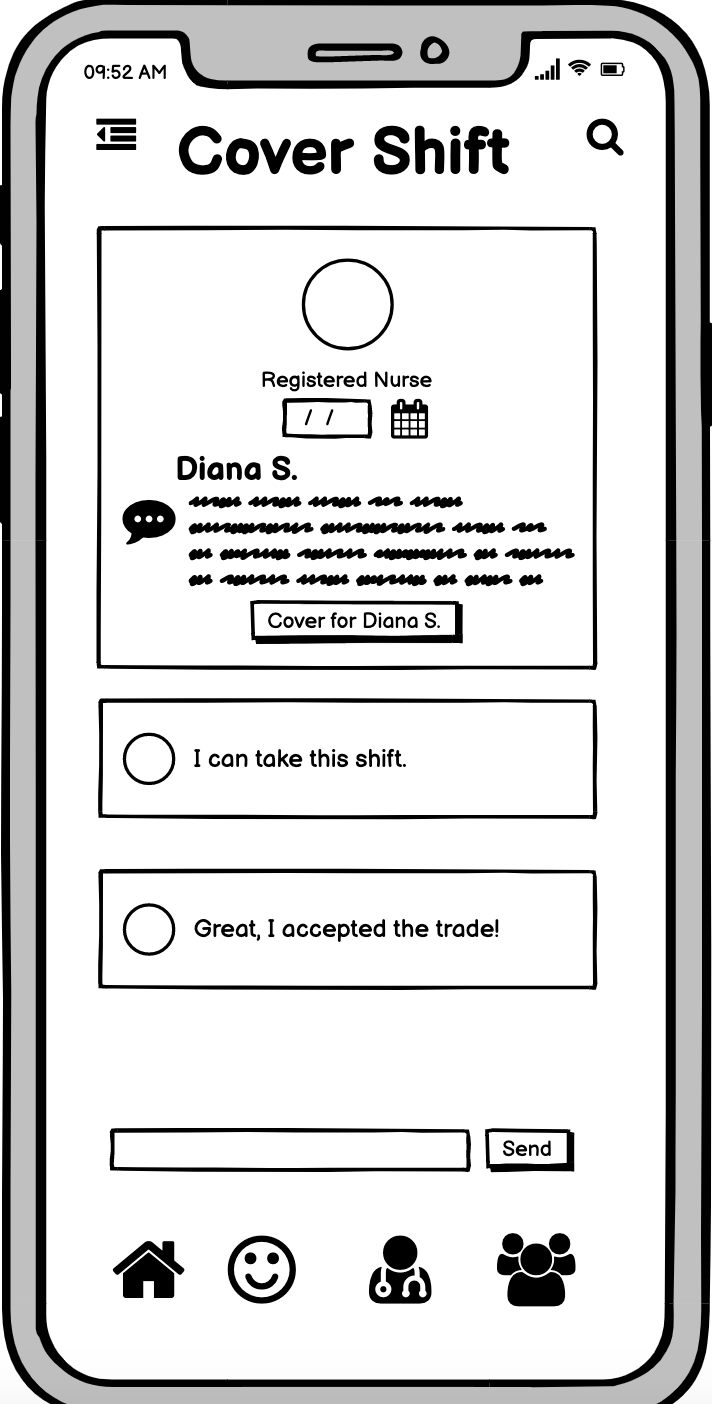 09:52 AM
Cover Shift
Registered Nurse
/ /
Diana S.
Cover for Diana S.
I can take this shift.
Great, I accepted the trade!
Send